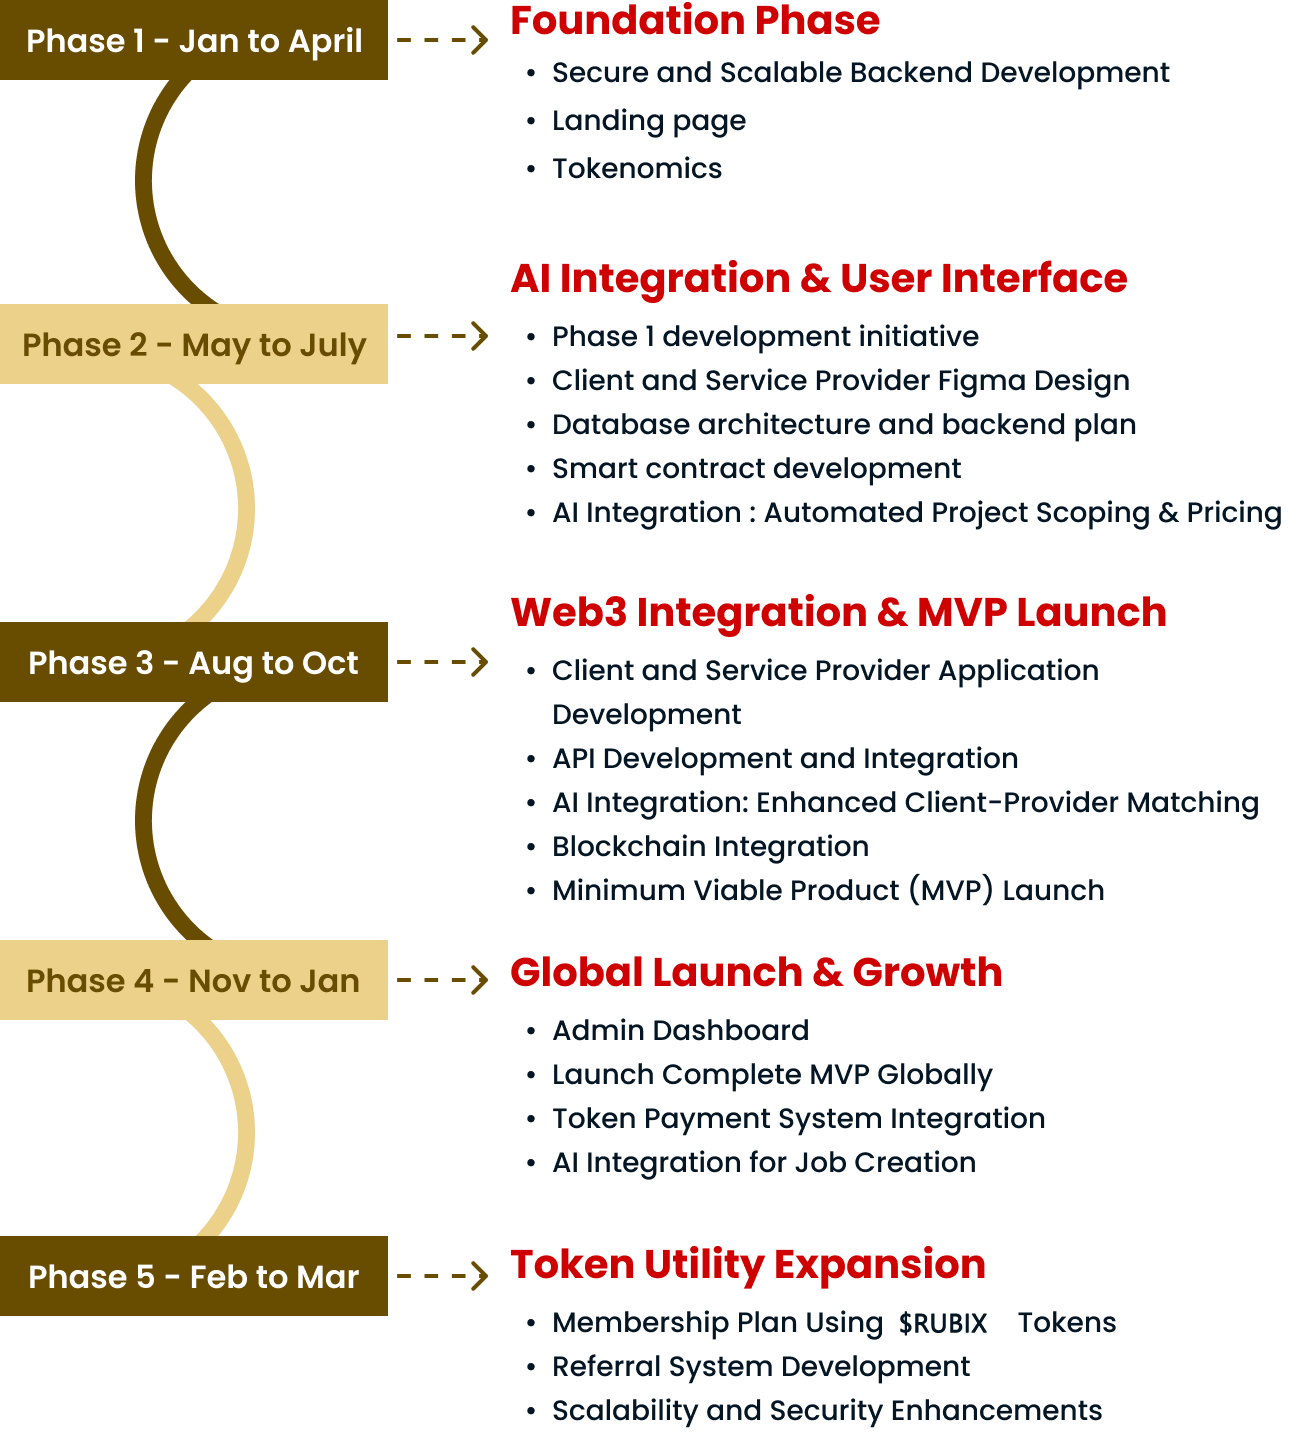 Phase 1 - Jan to April
Foundation Phase
• Secure and Scalable Backend Development
• Landing page
• Tokenomics
Phase 2 - May to July
AI Integration & User Interface
• Phase 1 development initiative
• Client and Service Provider Figma Design
• Database architecture and backend plan
• Smart contract development
• AI Integration : Automated Project Scoping & Pricing
Phase 3 - Aug to Oct
Web3 Integration & MVP Launch
• Client and Service Provider Application
Development
• API Development and Integration
• AI Integration: Enhanced Client-Provider Matching
• Blockchain Integration
• Minimum Viable Product (MVP) Launch
Phase 4 - Nov to Jan
Global Launch & Growth
• Admin Dashboard
• Launch Complete MVP Globally
• Token Payment System Integration
• AI Integration for Job Creation
Phase 5 - Feb to Mar
Token Utility Expansion
• Membership Plan Using $RUBIX Tokens
• Referral System Development
• Scalability and Security Enhancements